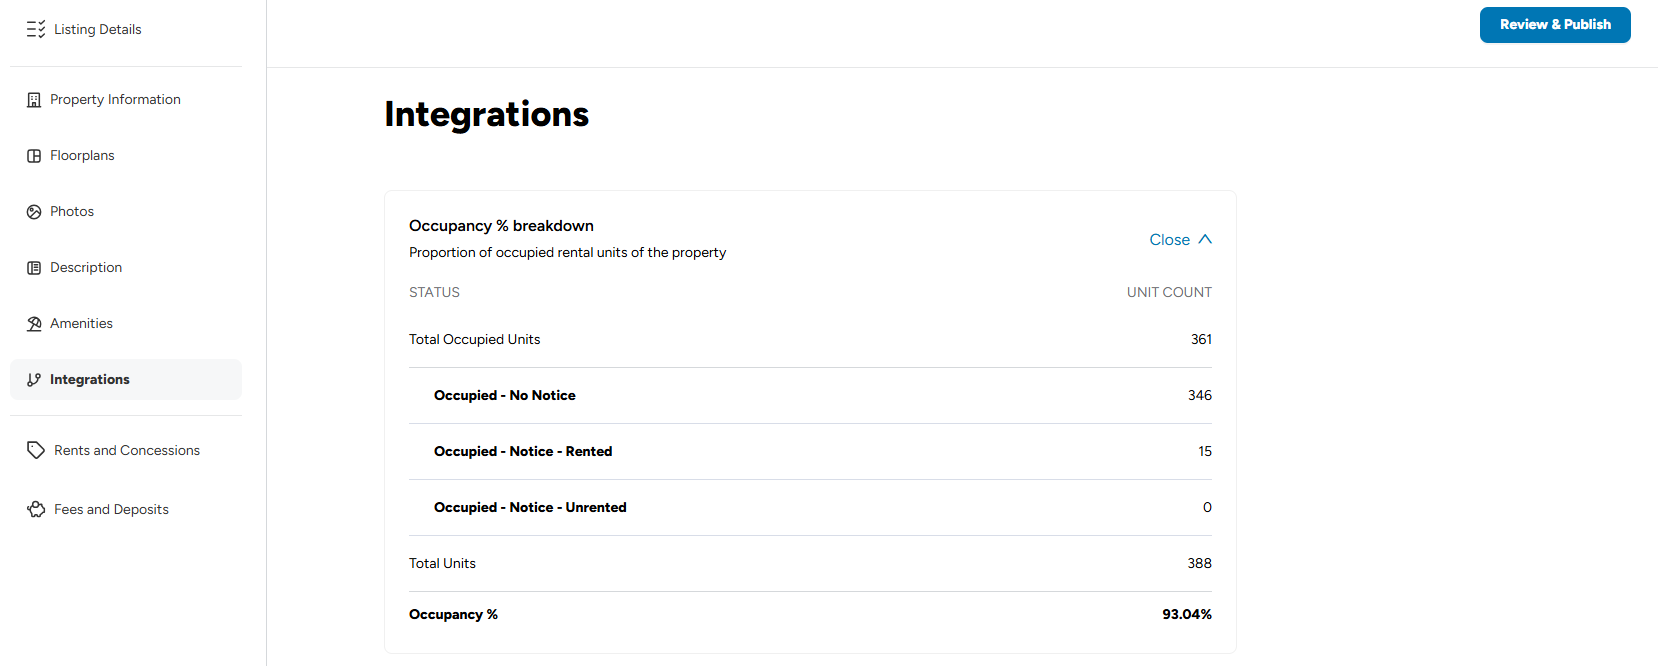 Listing Details
Property Information
Floorplans
Photos
Description
Amenities
Integrations
Rents and Concessions
Fees and Deposits
Review & Publish
Integrations
Occupancy % breakdown
Proportion of occupied rental units of the property
Close
STATUS UNIT COUNT
Total Occupied Units 361
Occupied - No Notice 346
Occupied - Notice - Rented 15
Occupied - Notice - Unrented 0
Total Units 388
Occupancy % 93.04%